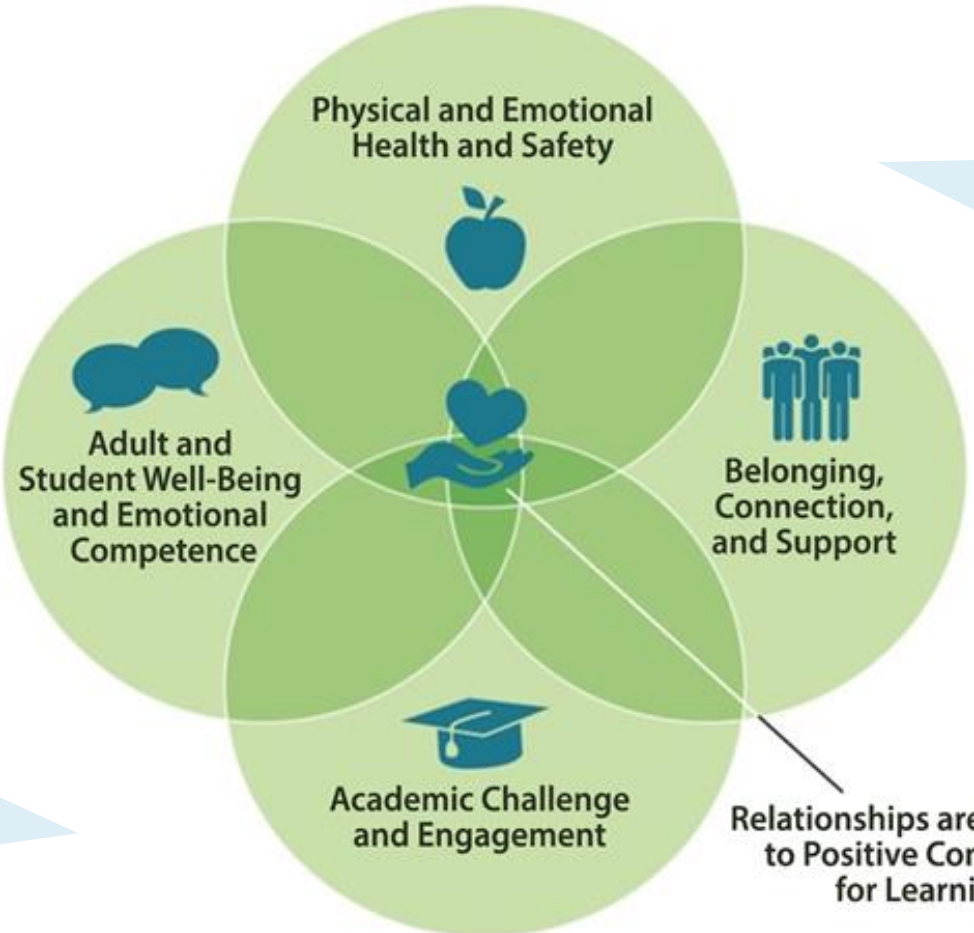 Physical and Emotional
Health and Safety
Adult and
Student Well-Being
and Emotional
Competence
Belonging,
Connection,
and Support
Academic Challenge
and Engagement
Relationships are
to Positive
for